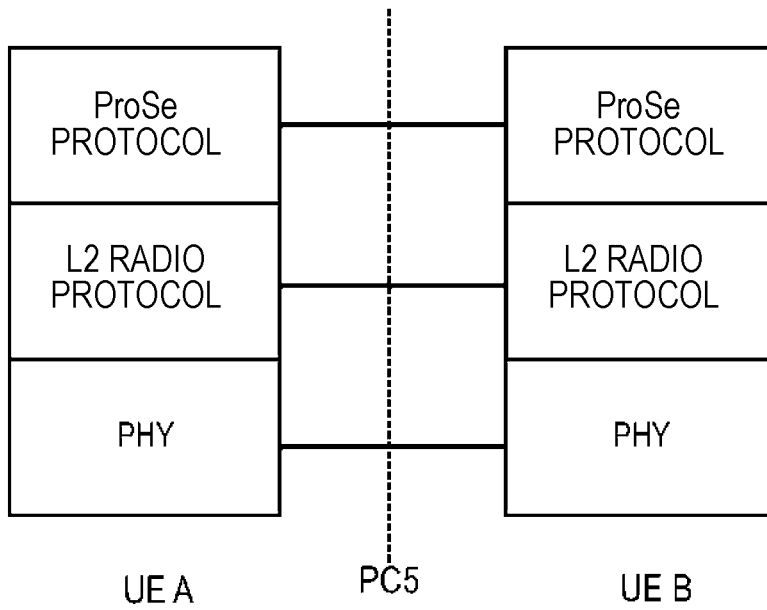 ProSe
PROTOCOL
ProSe
PROTOCOL
L2 RADIO
PROTOCOL
L2 RADIO
PROTOCOL
PHY
PHY
UE A
PC5
UE B